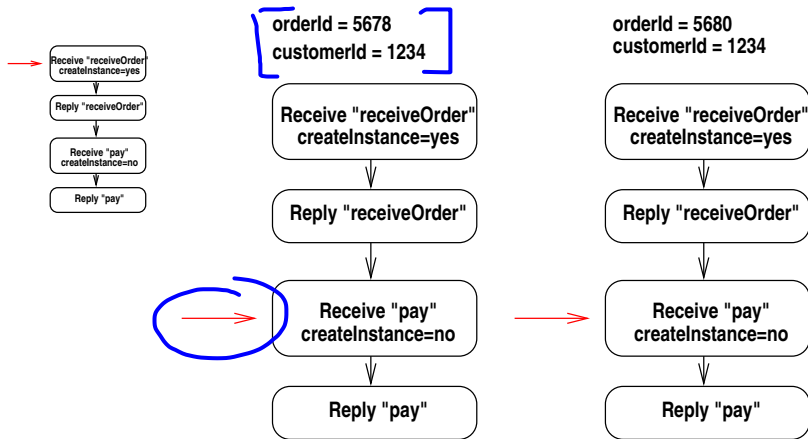 Receive "receiveOrder"
createInstance=yes
Reply "receiveOrder"
Receive "pay"
createInstance=no
Reply "pay"
orderId = 5678
customerId = 1234
Receive "receiveOrder"
createInstance=yes
Reply "receiveOrder"
Receive "pay"
createInstance=no
Reply "pay"
orderId = 5680
customerId = 1234
Receive "receiveOrder"
createInstance=yes
Reply "receiveOrder"
Receive "pay"
createInstance=no
Reply "pay"